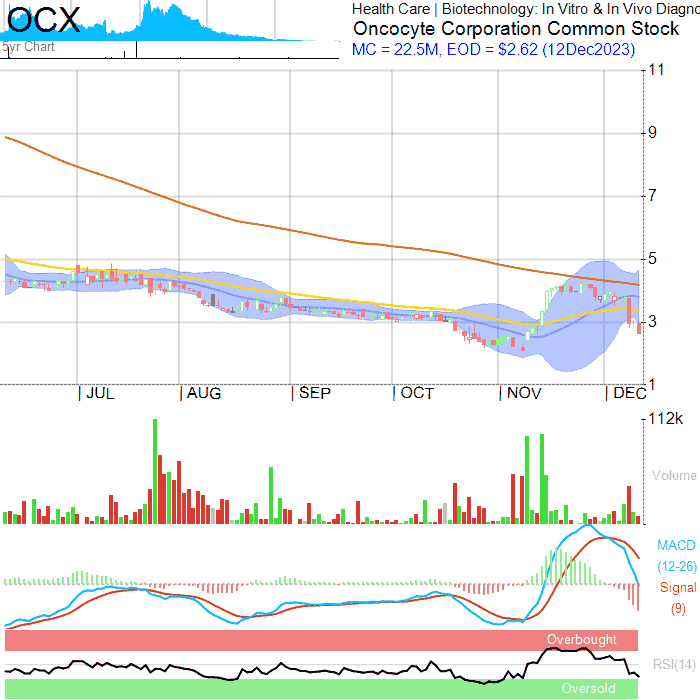 OCX
Health Care | Biotechnology: In Vitro & In Vivo Diagno
Oncocyte Corporation Common Stock
MC = 22.5M, EOD = $2.62 (12Dec2023)
5yr Chart
11
9
7
5
3
1
| JUL | AUG | SEP | OCT | NOV | DEC
112k
Volume
MACD
(12-26)
Signal
(9)
Overbought
RSI(14)
Oversold